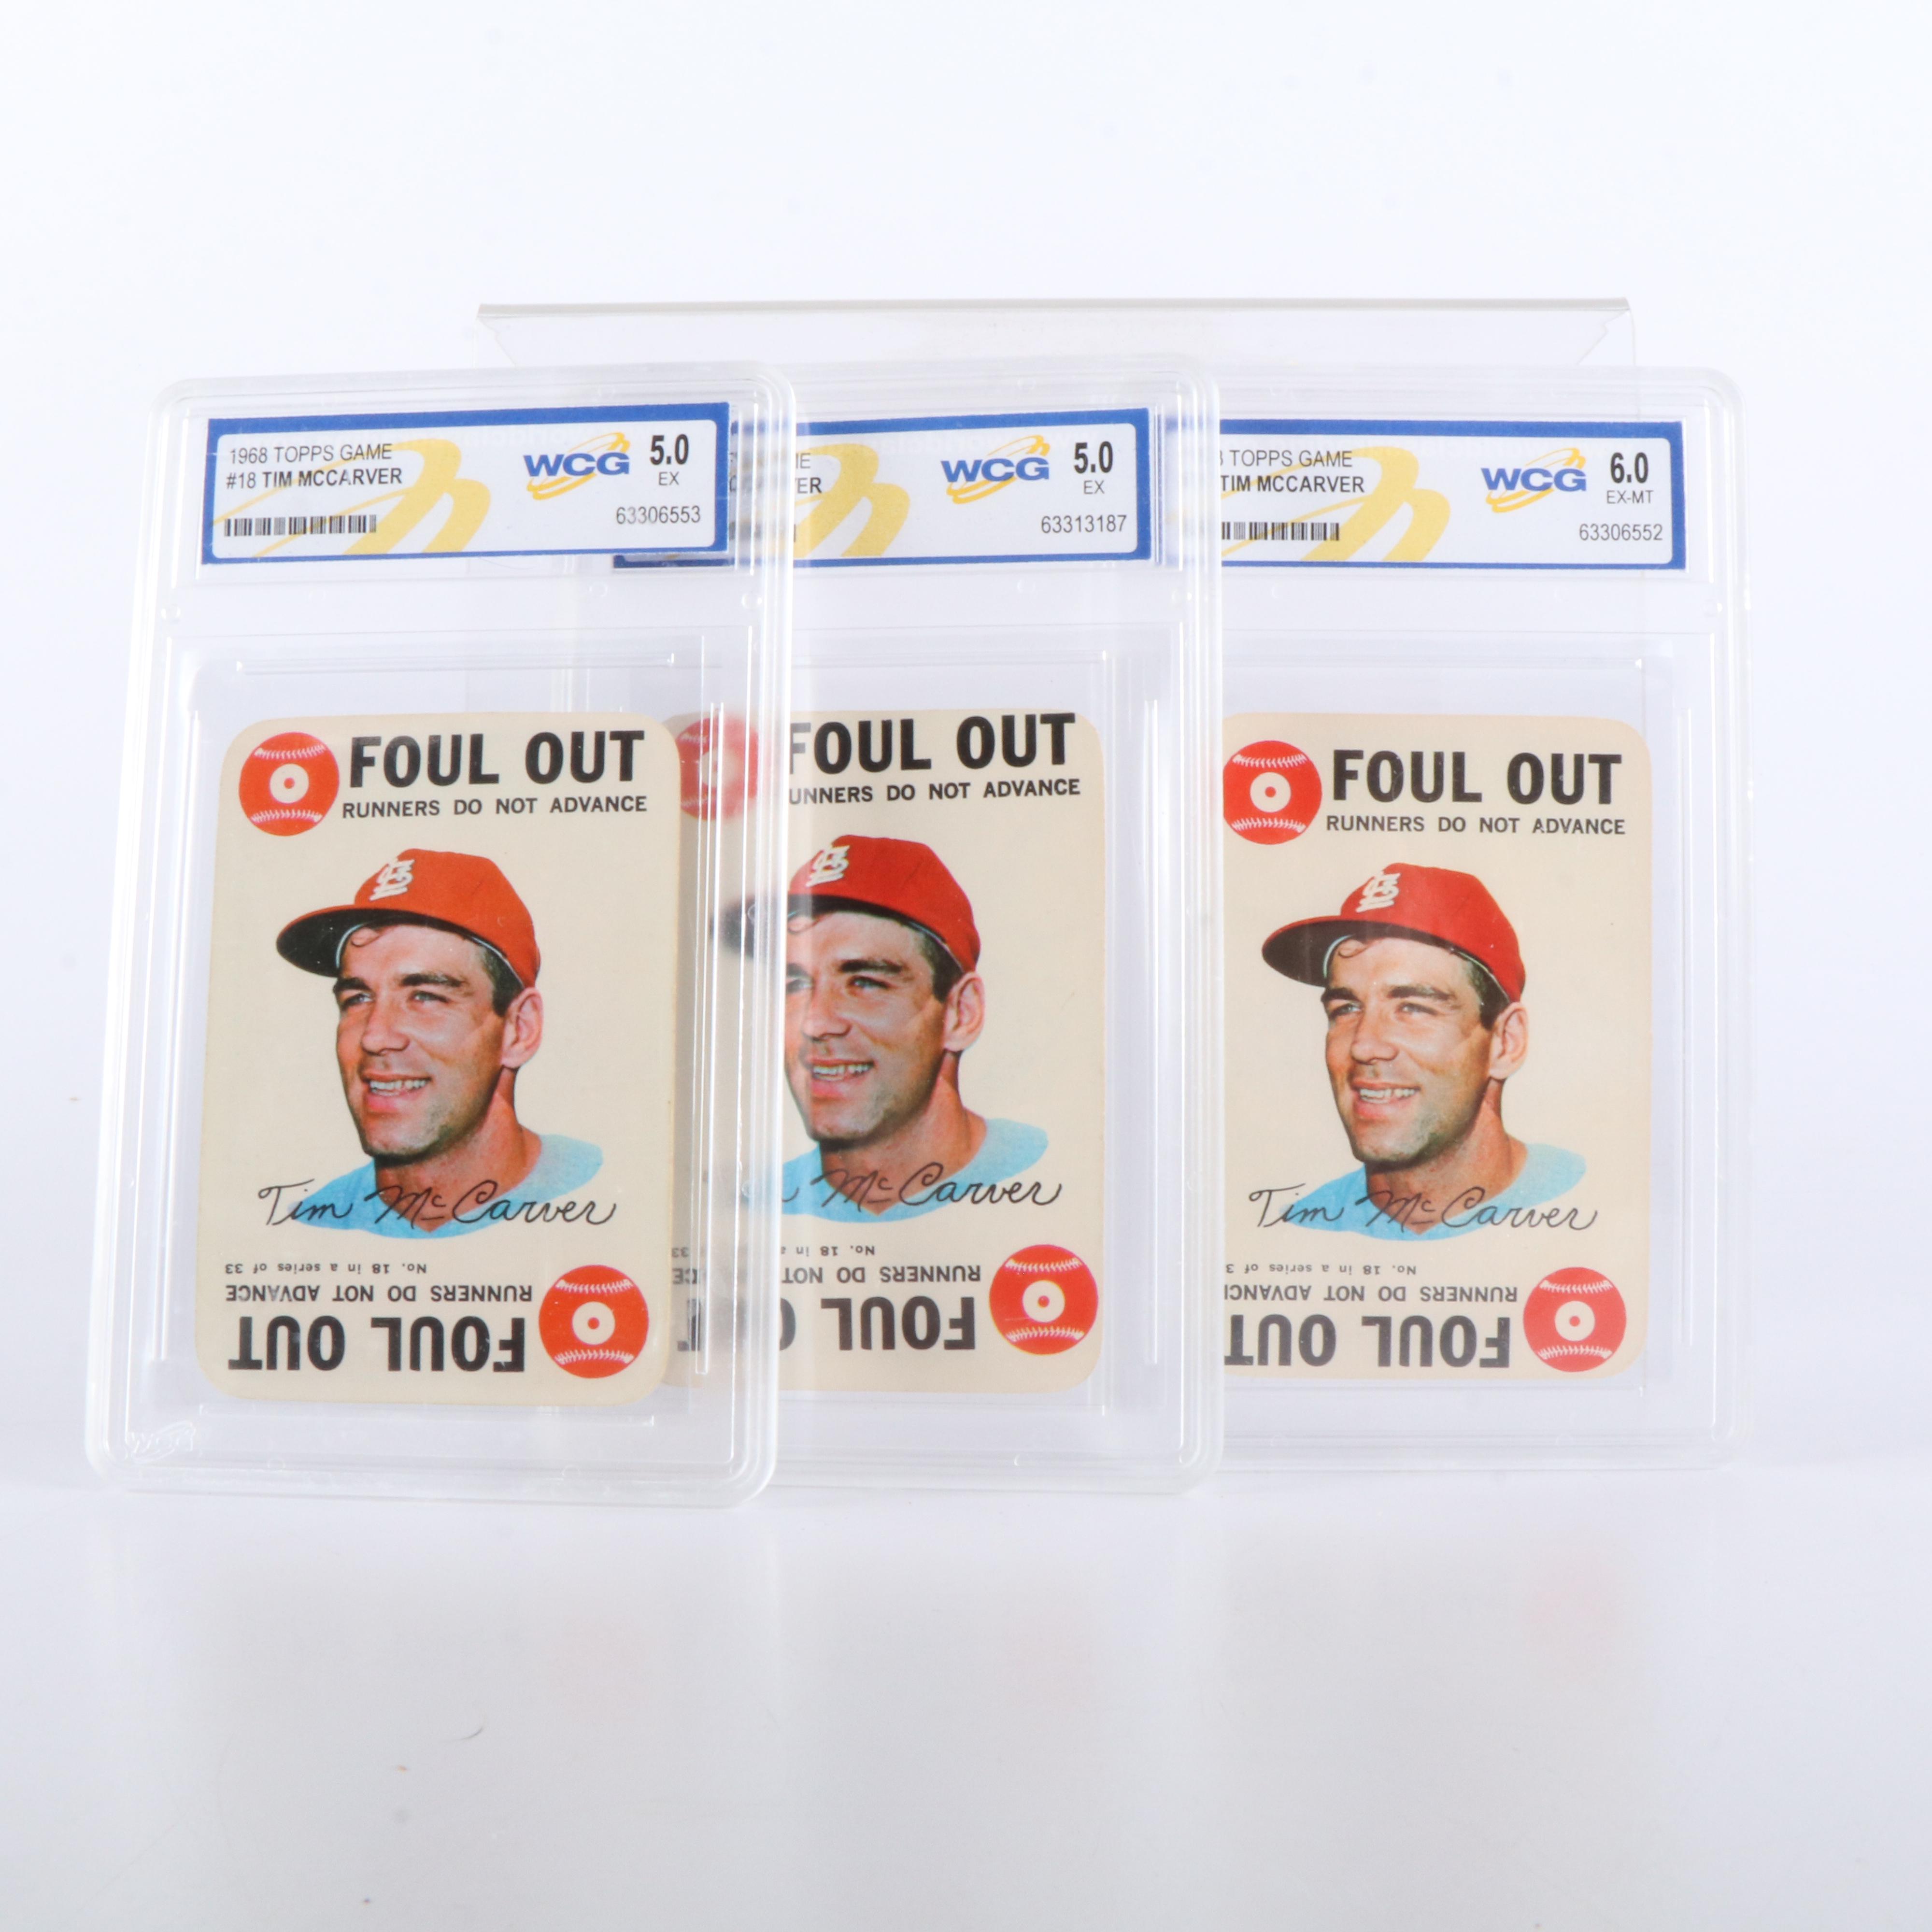 1968 TOPPS GAME
#18 TIM MCCARVER
WCG
5.0
EX
63306553
FOUL OUT
RUNNERS DO NOT ADVANCE
Tim McCarver
No. 18 in a series of 33
RUNNERS DO NOT ADVANCE
FOUL OUT
WCG
WCG
5.0
EX
63313187
FOUL OUT
RUNNERS DO NOT ADVANCE
McCarver
No. 18 in a
RUNNERS DO NOT
FOUL
TOPPS GAME
TIM MCCARVER
WCG
6.0
EX-MT
63306552
FOUL OUT
RUNNERS DO NOT ADVANCE
Tim McCarver
No. 18 in a series of
RUNNERS DO NOT ADVANC
FOUL OUT